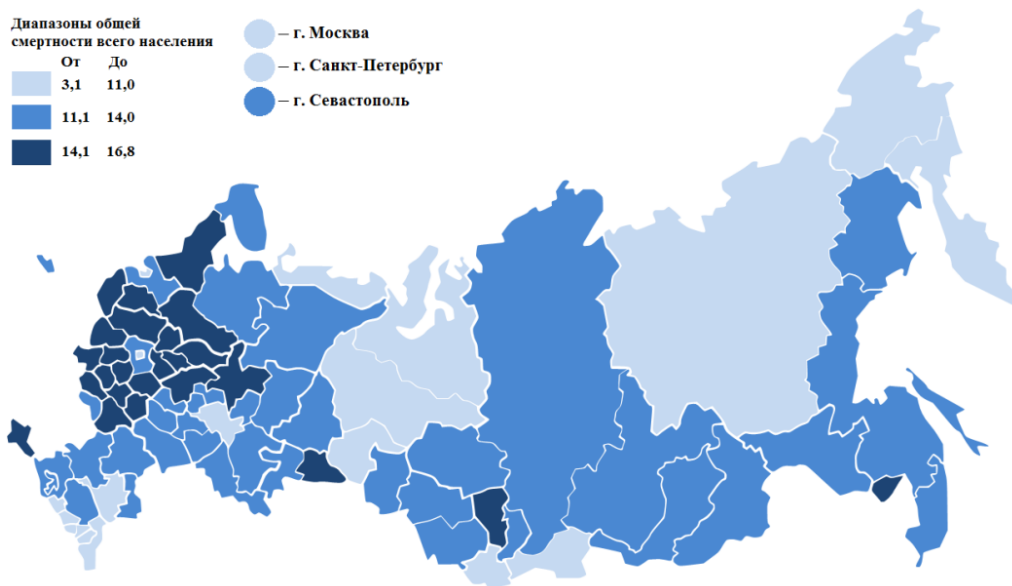 Диапазоны общей
смертности всего населения
От До
3,1 11,0
11,1 14,0
14,1 16,8
– г. Москва
– г. Санкт-Петербург
– г. Севастополь